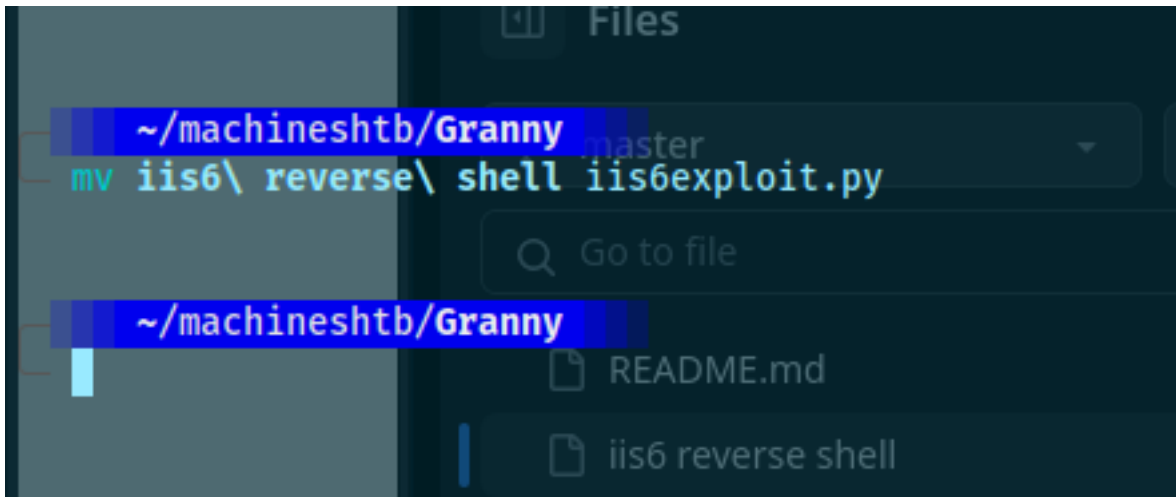 Files
~/machineshtb/Granny
master
mv iis6\ reverse\ shell iis6exploit.py
Go to file
~/machineshtb/Granny
README.md
iis6 reverse shell